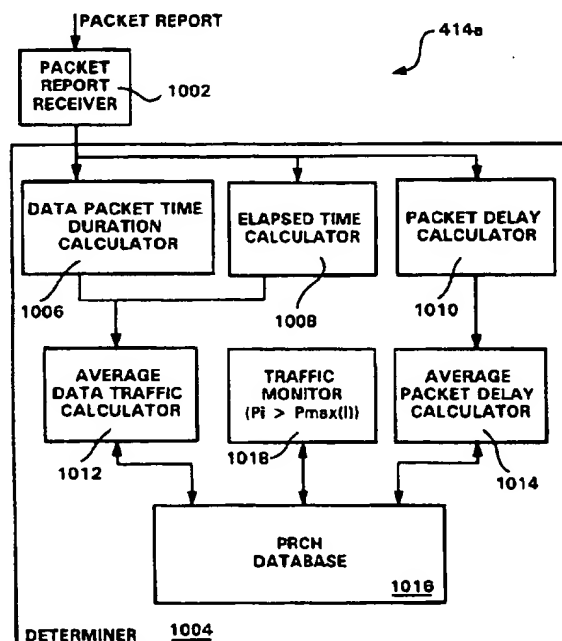 PACKET REPORT
414a
PACKET
REPORT
RECEIVER
1002
DATA PACKET TIME
DURATION
CALCULATOR
1006
ELAPSED TIME
CALCULATOR
1008
PACKET DELAY
CALCULATOR
1010
AVERAGE
DATA TRAFFIC
CALCULATOR
1012
TRAFFIC
MONITOR
(Pi > Pmax(I))
1018
AVERAGE
PACKET DELAY
CALCULATOR
1014
PRCH
DATABASE
1016
DETERMINER 1004